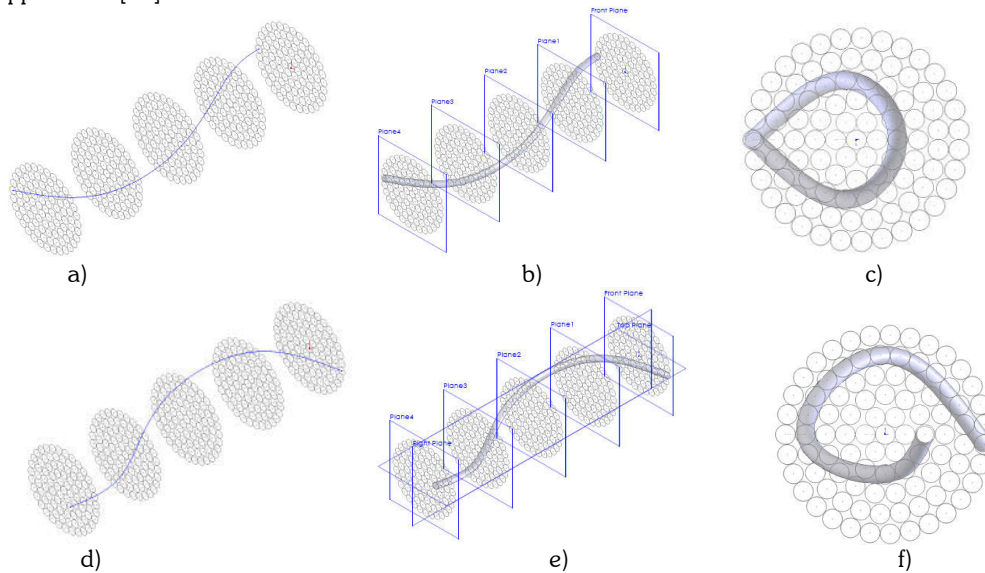 Front Plane
Plane1
Plane2
Plane3
Plane4
a)
b)
c)
Front Plane
Top Plane
Plane1
Plane2
Plane3
Plane4
Right Plane
d)
e)
f)